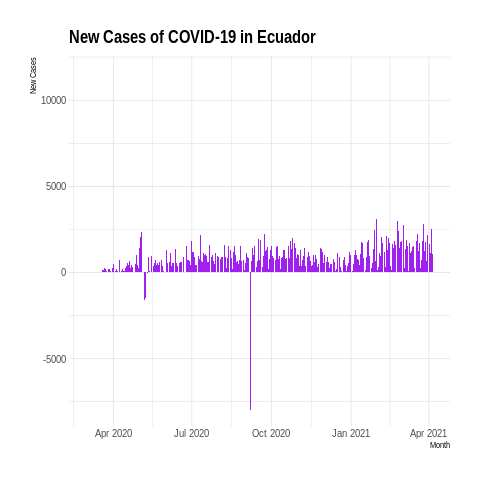 New Cases of COVID-19 in Ecuador
New Cases
10000
5000
0
-5000
Apr 2020 Jul 2020 Oct 2020 Jan 2021 Apr 2021
Month